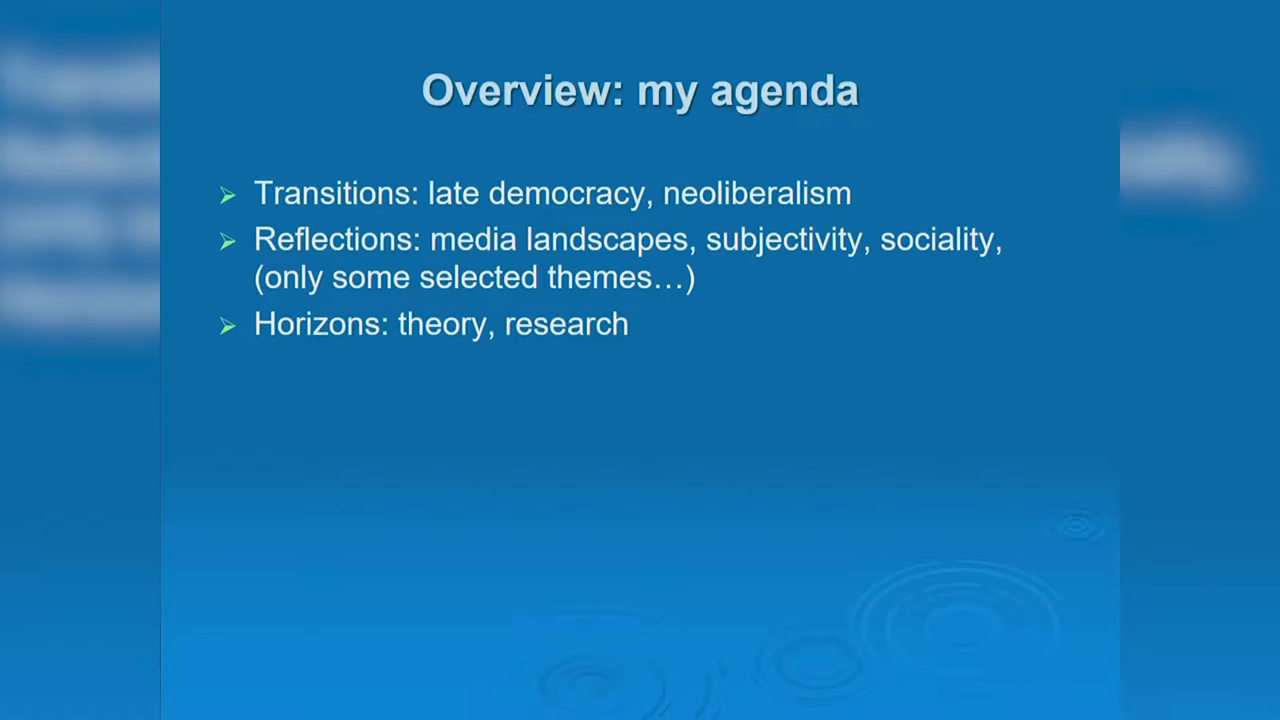 Overview: my agenda
Transitions: late democracy, neoliberalism
Reflections: media landscapes, subjectivity, sociality,
(only some selected themes…)
Horizons: theory, research